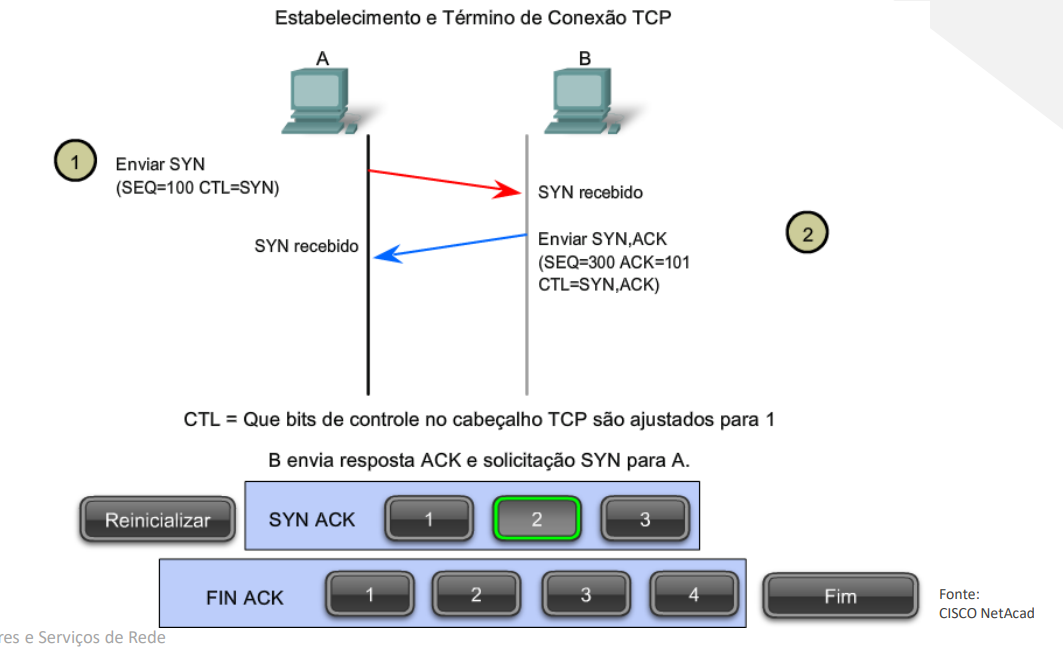 Estabelecimento e Término de Conexão TCP
A
B
1
Enviar SYN
(SEQ=100 CTL=SYN)
SYN recebido
2
SYN recebido
Enviar SYN,ACK
(SEQ=300 ACK=101
CTL=SYN,ACK)
CTL = Que bits de controle no cabeçalho TCP são ajustados para 1
B envia resposta ACK e solicitação SYN para A.
Reinicializar
SYN ACK
1
2
3
FIN ACK
1
2
3
4
Fim
Fonte:
CISCO NetAcad
res e Serviços de Rede